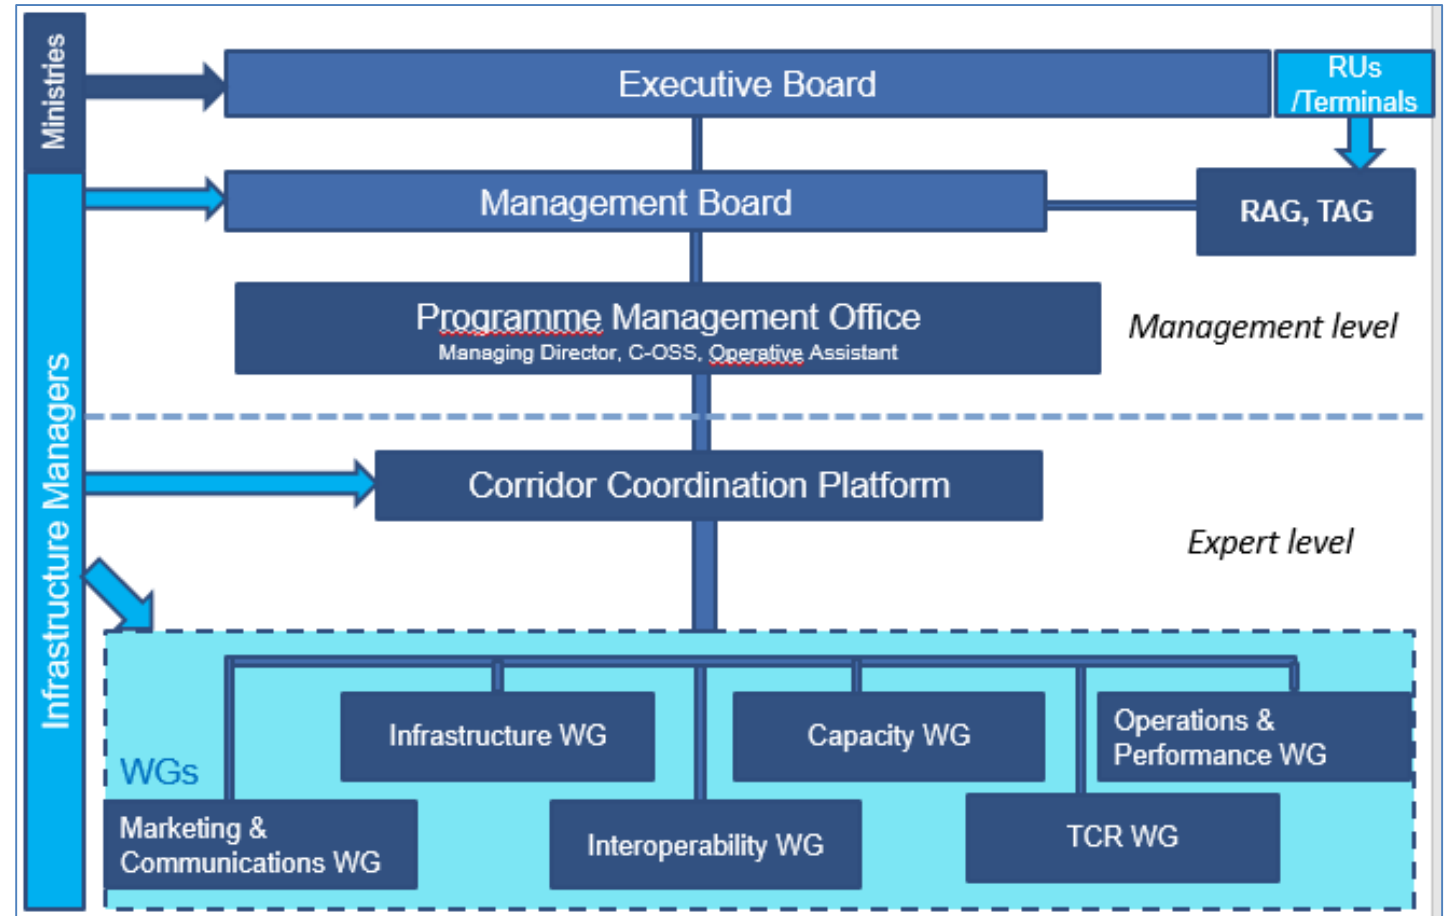 Ministries
Executive Board
RUs
/Terminals
Management Board
RAG, TAG
Programme Management Office
Managing Director, C-OSS, Operative Assistant
Management level
Infrastructure Managers
Corridor Coordination Platform
Expert level
WGs
Infrastructure WG
Capacity WG
Operations &
Performance WG
Marketing &
Communications WG
Interoperability WG
TCR WG